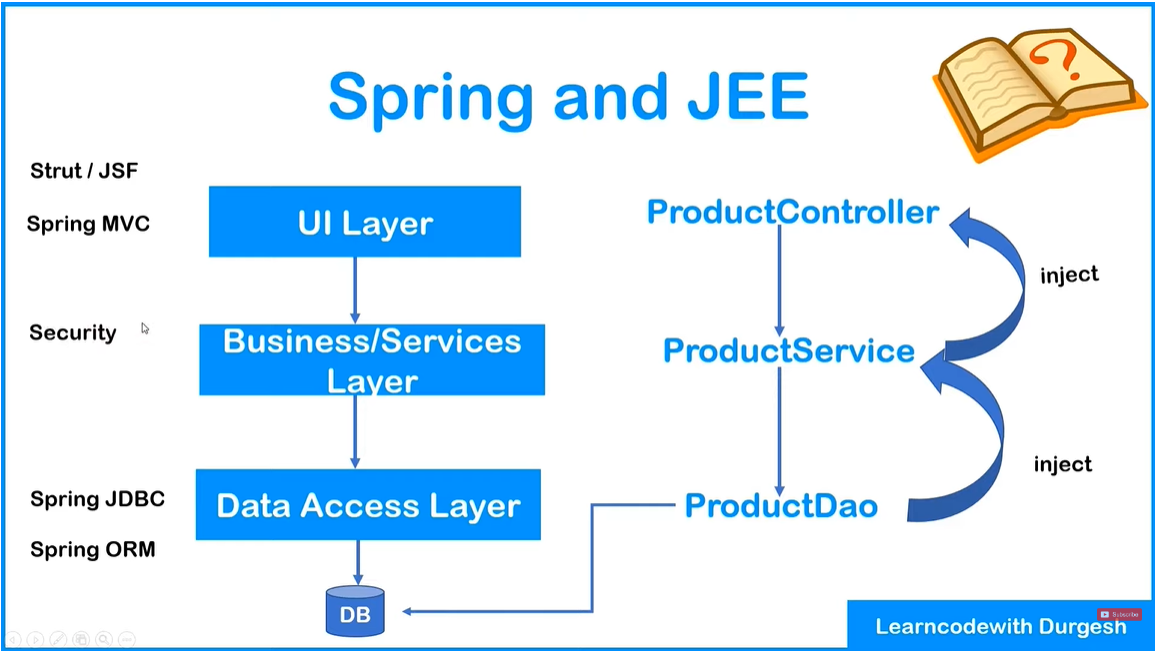 Spring and JEE
?
Strut / JSF
Spring MVC
UI Layer
Security
Business/Services
Layer
Spring JDBC
Spring ORM
Data Access Layer
DB
ProductController
inject
ProductService
inject
ProductDao
Subscribe
Learncodewith Durgesh